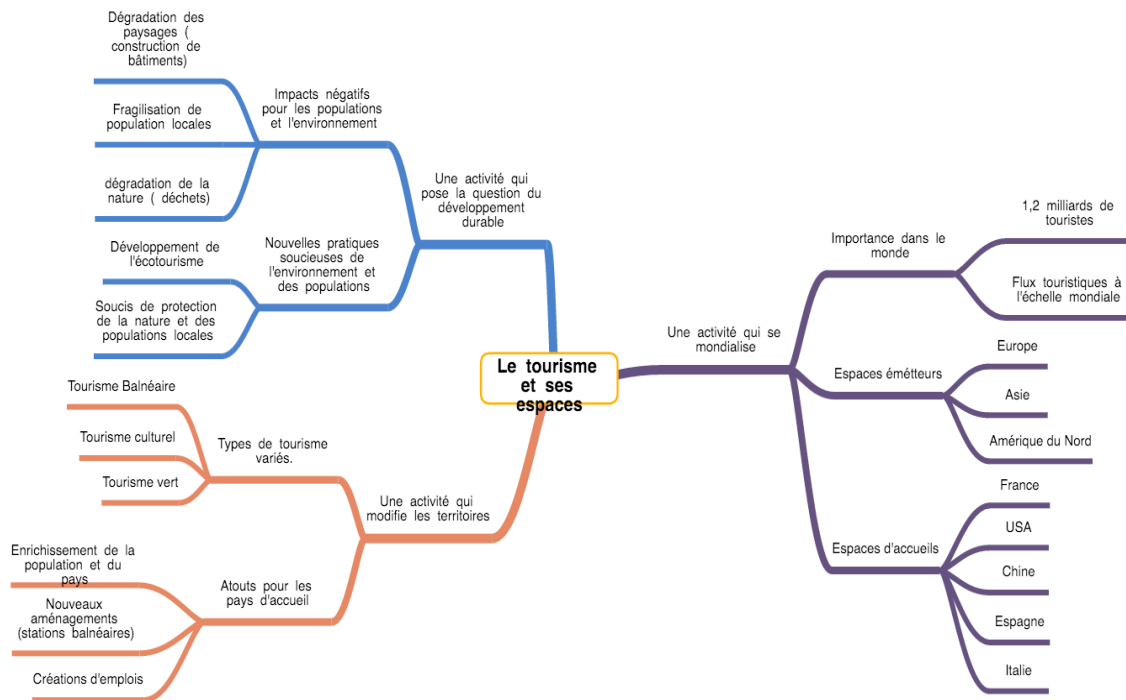 Le tourisme
et ses
espaces
Une activité qui
pose la question du
développement
durable
Impacts négatifs
pour les populations
et l'environnement
Dégradation des
paysages (
construction de
bâtiments)
Fragilisation de
population locales
dégradation de la
nature ( déchets)
Nouvelles pratiques
soucieuses de
l'environnement et
des populations
Développement de
l'écotourisme
Soucis de protection
de la nature et des
populations locales
Une activité qui
modifie les territoires
Types de tourisme
variés.
Tourisme Balnéaire
Tourisme culturel
Tourisme vert
Atouts pour les
pays d'accueil
Enrichissement de la
population et du
pays
Nouveaux
aménagements
(stations balnéaires)
Créations d'emplois
Une activité qui se
mondialise
Importance dans le
monde
1,2 milliards de
touristes
Flux touristiques à
l'échelle mondiale
Espaces émétteurs
Europe
Asie
Amérique du Nord
Espaces d'accueils
France
USA
Chine
Espagne
Italie